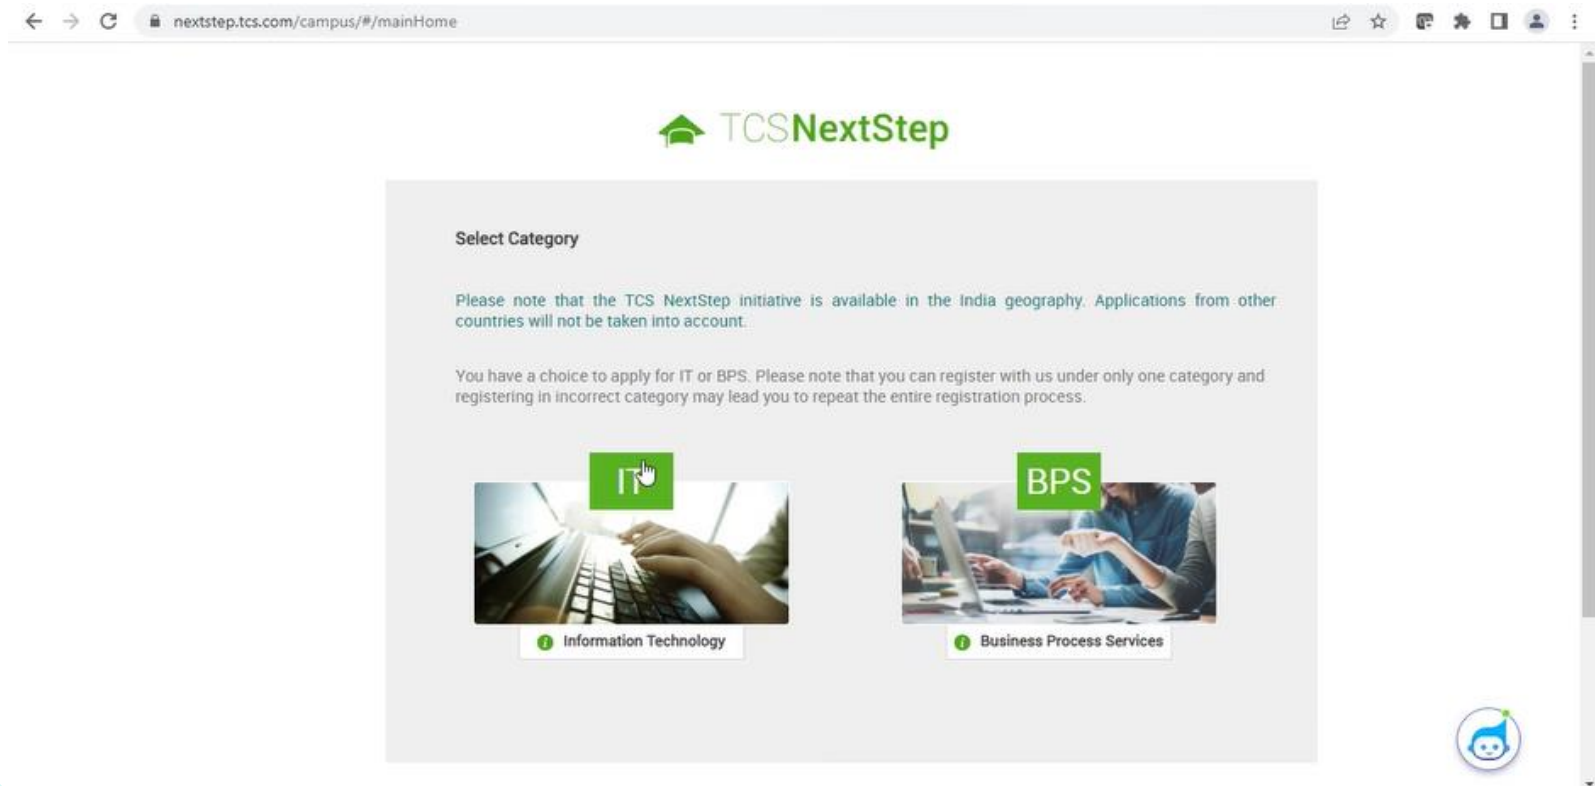 nextstep.tcs.com/campus/#/mainHome
TCSNextStep
Select Category
Please note that the TCS NextStep initiative is available in the India geography. Applications from other
countries will not be taken into account.
You have a choice to apply for IT or BPS. Please note that you can register with us under only one category and
registering in incorrect category may lead you to repeat the entire registration process.
IT
BPS
Information Technology
Business Process Services